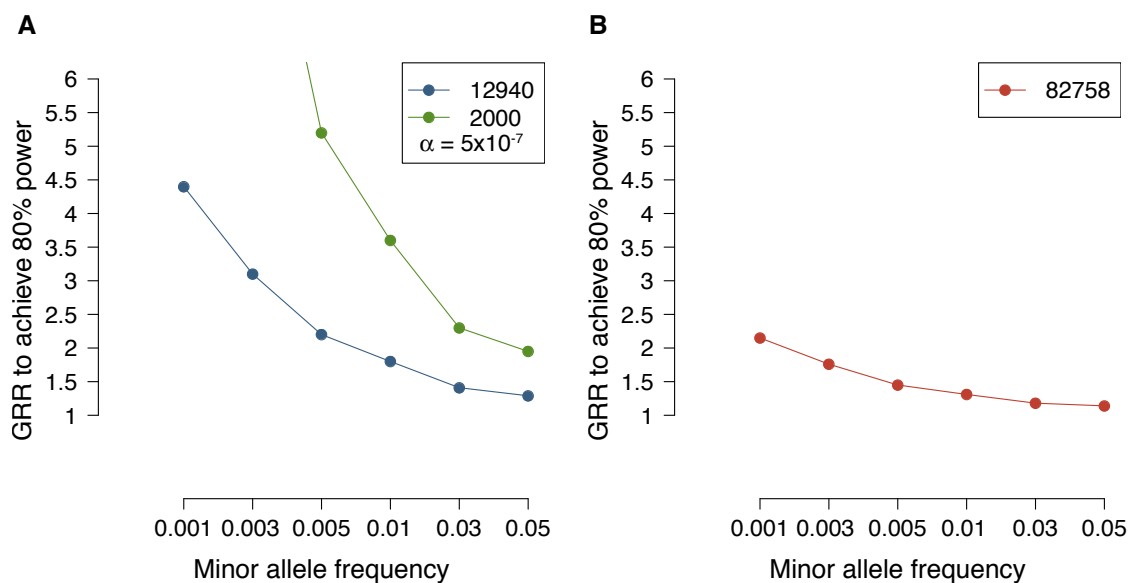 A
GRR to achieve 80% power
6
5.5
5
4.5
4
3.5
3
2.5
2
1.5
1
12940
2000
α = 5x10⁻⁷
0.001 0.003 0.005 0.01 0.03 0.05
Minor allele frequency
B
GRR to achieve 80% power
6
5.5
5
4.5
4
3.5
3
2.5
2
1.5
1
82758
0.001 0.003 0.005 0.01 0.03 0.05
Minor allele frequency